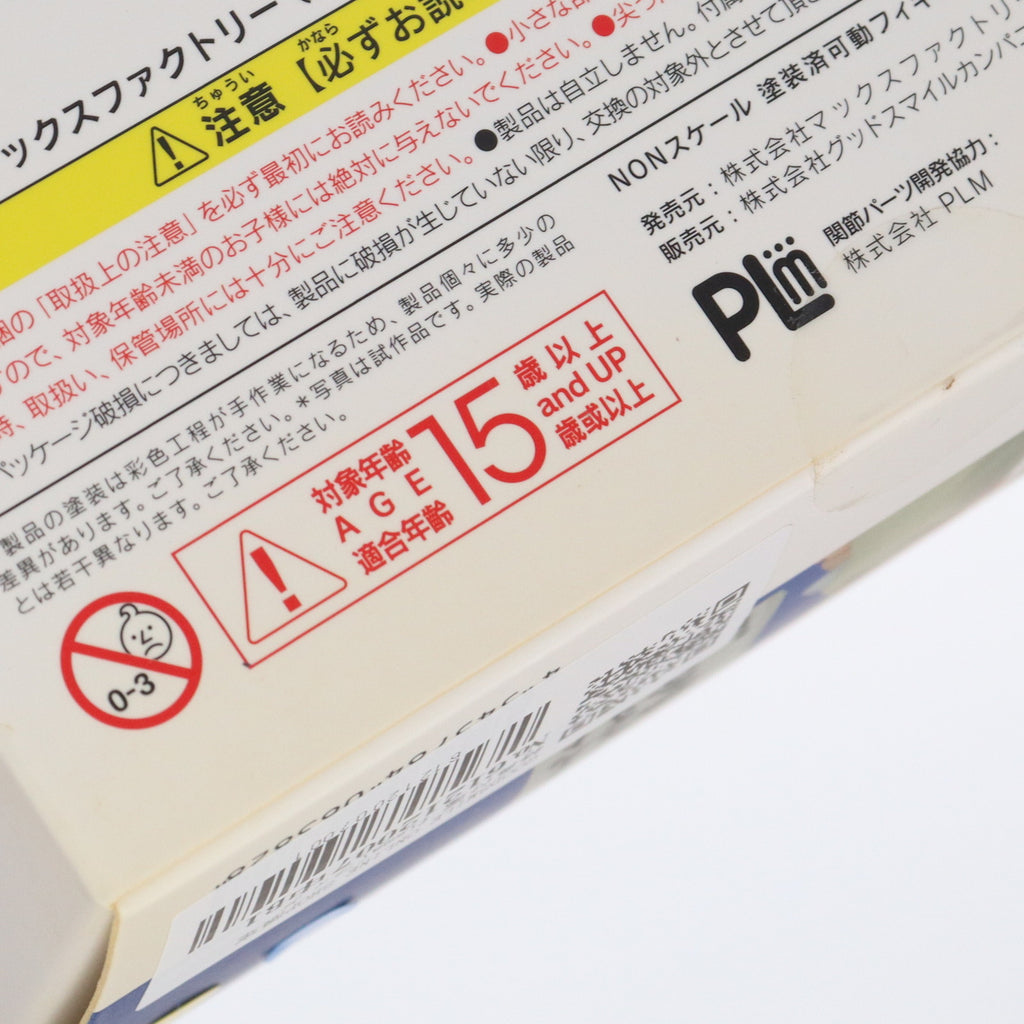 ックスファクトリー
ちゅうい かなら
注意【必ずお読
の「取扱上の注意」を必ず最初にお読みください。●小さな部
すので、対象年齢未満のお子様には絶対に与えないでください。●尖っ
時、取扱い、保管場所には十分にご注意ください。●製品は自立しません。付属
パッケージ破損につきましては、製品に破損が生じていない限り、交換の対象外とさせて頂き
製品の塗装は彩色工程が手作業になるため、製品個々に多少の
差異があります。ご了承ください。＊写真は試作品です。実際の製品
とは若干異なります。ご了承ください。
NONスケール 塗装済可動フィギ
発売元：株式会社マックスファクトリー
販売元：株式会社グッドスマイルカンパニ
PLM
関節パーツ開発協力：
株式会社 PLM
対象年齢
AGE
適合年齢
15
歳以上
and UP
歳或以上
0-3